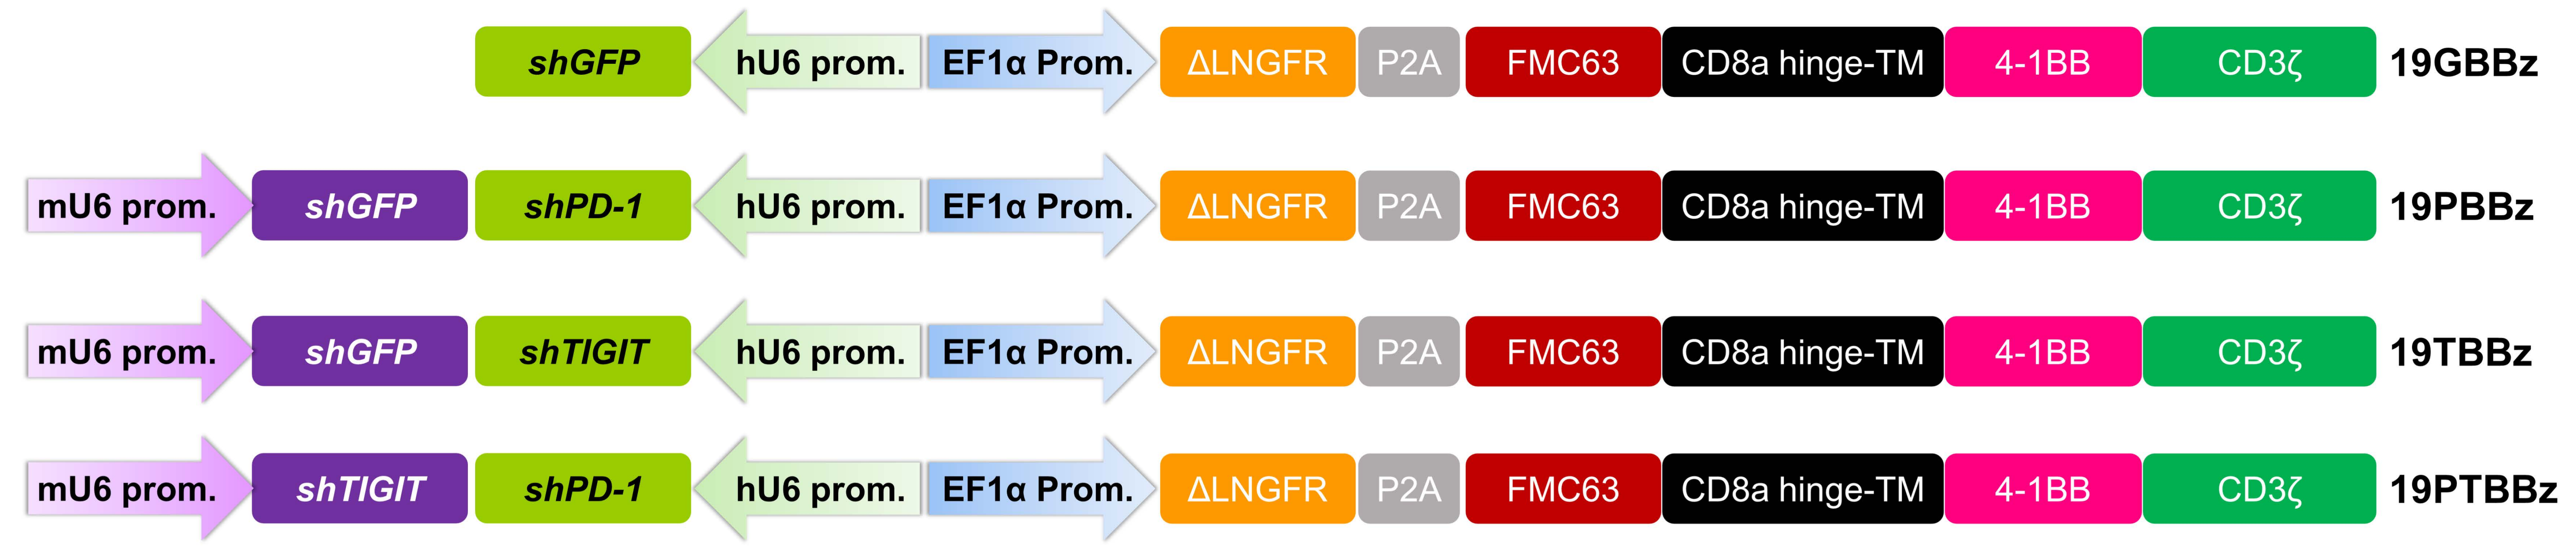 shGFP hU6 prom. EF1α Prom. ΔLNGFR P2A FMC63 CD8a hinge-TM 4-1BB CD3ζ 19GBBz
mU6 prom. shGFP shPD-1 hU6 prom. EF1α Prom. ΔLNGFR P2A FMC63 CD8a hinge-TM 4-1BB CD3ζ 19PBBz
mU6 prom. shGFP shTIGIT hU6 prom. EF1α Prom. ΔLNGFR P2A FMC63 CD8a hinge-TM 4-1BB CD3ζ 19TBBz
mU6 prom. shTIGIT shPD-1 hU6 prom. EF1α Prom. ΔLNGFR P2A FMC63 CD8a hinge-TM 4-1BB CD3ζ 19PTBBz